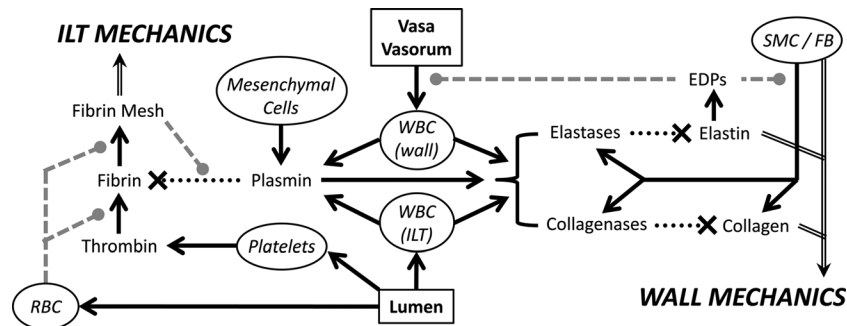 ILT MECHANICS
Vasa
Vasorum
SMC / FB
Mesenchymal
Cells
EDPs
Fibrin Mesh
WBC
(wall)
Elastases
Elastin
Fibrin
Plasmin
WBC
(ILT)
Collagenases
Collagen
Thrombin
Platelets
RBC
Lumen
WALL MECHANICS